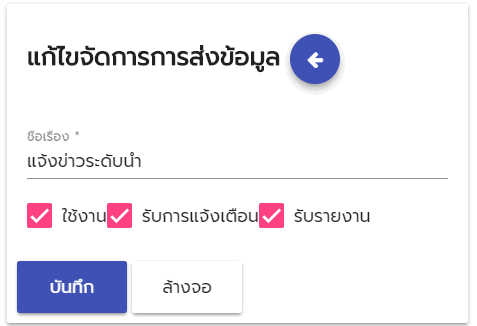 แก้ไขจัดการการส่งข้อมูล
ชื่อเรื่อง *
แจ้งข่าวระดับน้ำ
ใช้งาน รับการแจ้งเตือน รับรายงาน
บันทึก ล้างจอ